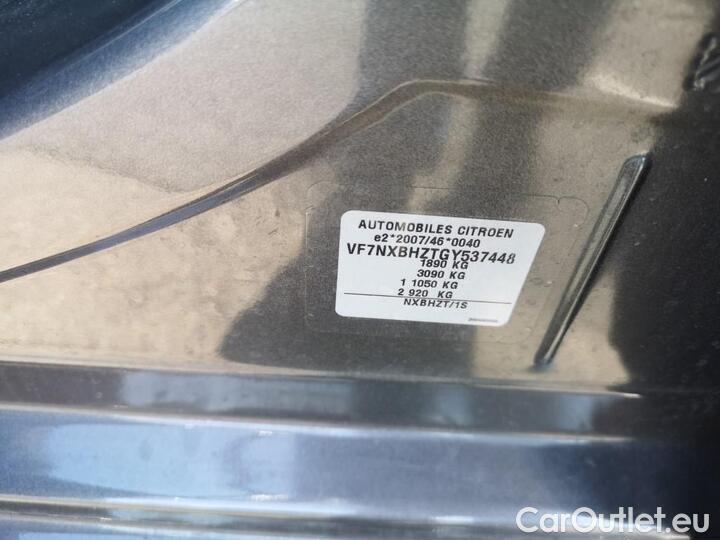 AUTOMOBILES CITROEN
e2*2007/46*0040
VF7NXBHZTGY537448
1890 KG
3090 KG
1 1050 KG
2 920 KG
NXBHZT/1S
CarOutlet.eu